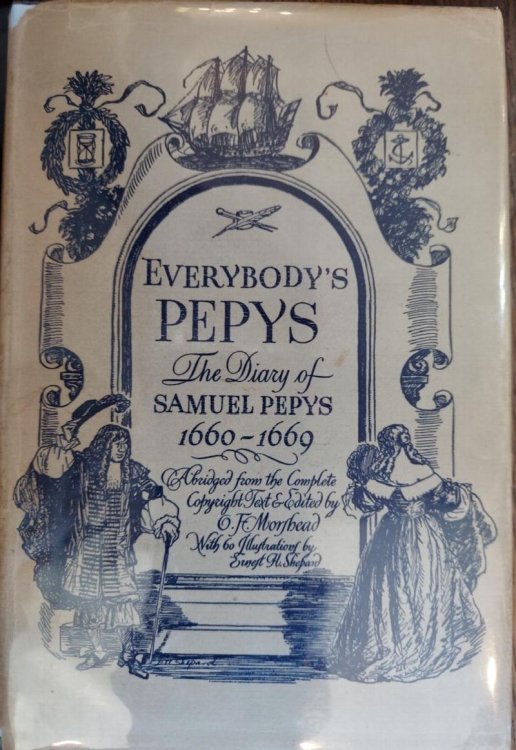 EVERYBODY'S
PEPYS
The Diary of
SAMUEL PEPYS
1660-1669
Abridged from the Complete
Copyright Text & Edited by
O.F. Morshead
With 60 Illustrations by
Ernest H. Shepard